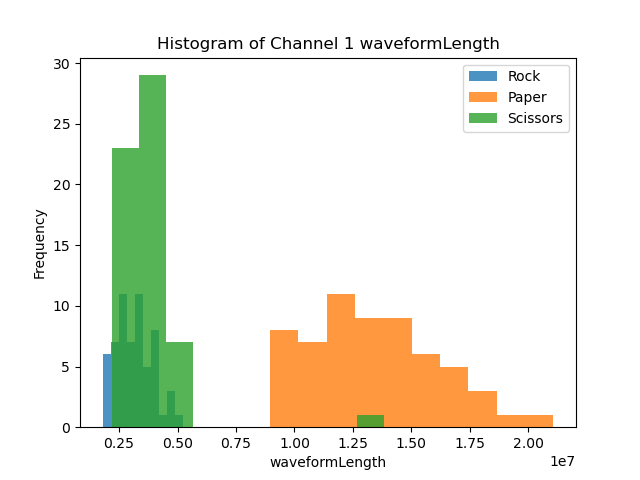 Histogram of Channel 1 waveformLength
Rock
Paper
Scissors
Frequency
30
25
20
15
10
5
0
0.25 0.50 0.75 1.00 1.25 1.50 1.75 2.00
1e7
waveformLength